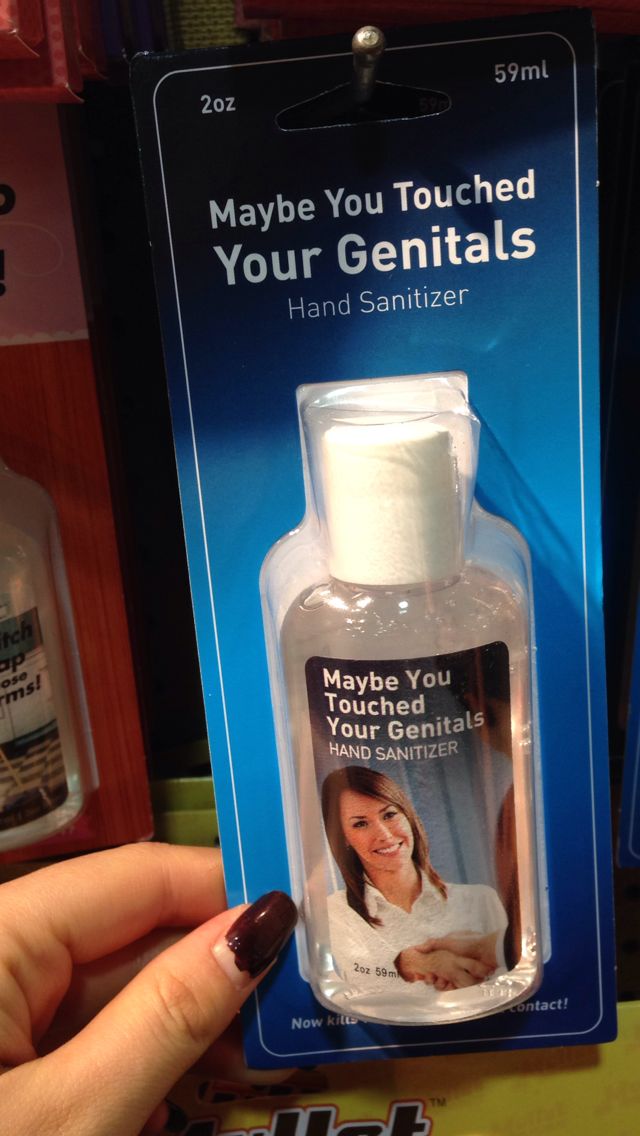 2oz
59ml
Maybe You Touched
Your Genitals
Hand Sanitizer
Maybe You
Touched
Your Genitals
HAND SANITIZER
2oz 59ml
Now kills
contact!